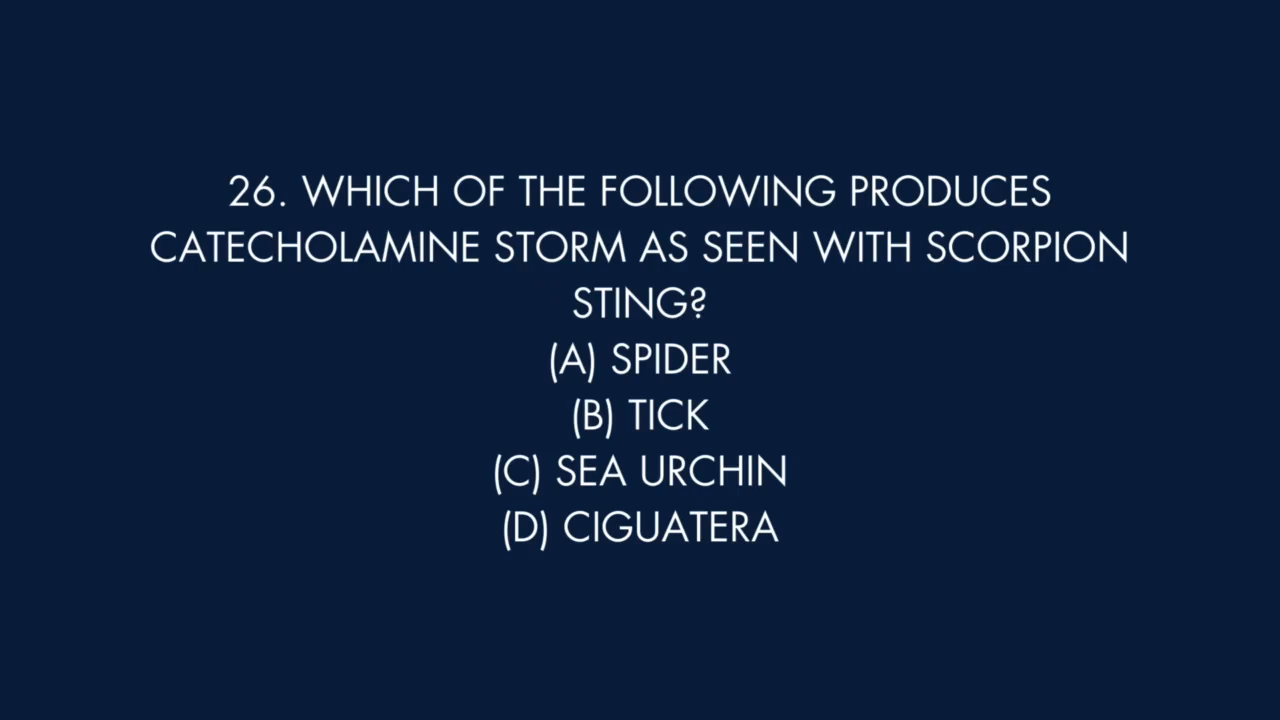 26. WHICH OF THE FOLLOWING PRODUCES
CATECHOLAMINE STORM AS SEEN WITH SCORPION
STING?
(A) SPIDER
(B) TICK
(C) SEA URCHIN
(D) CIGUATERA